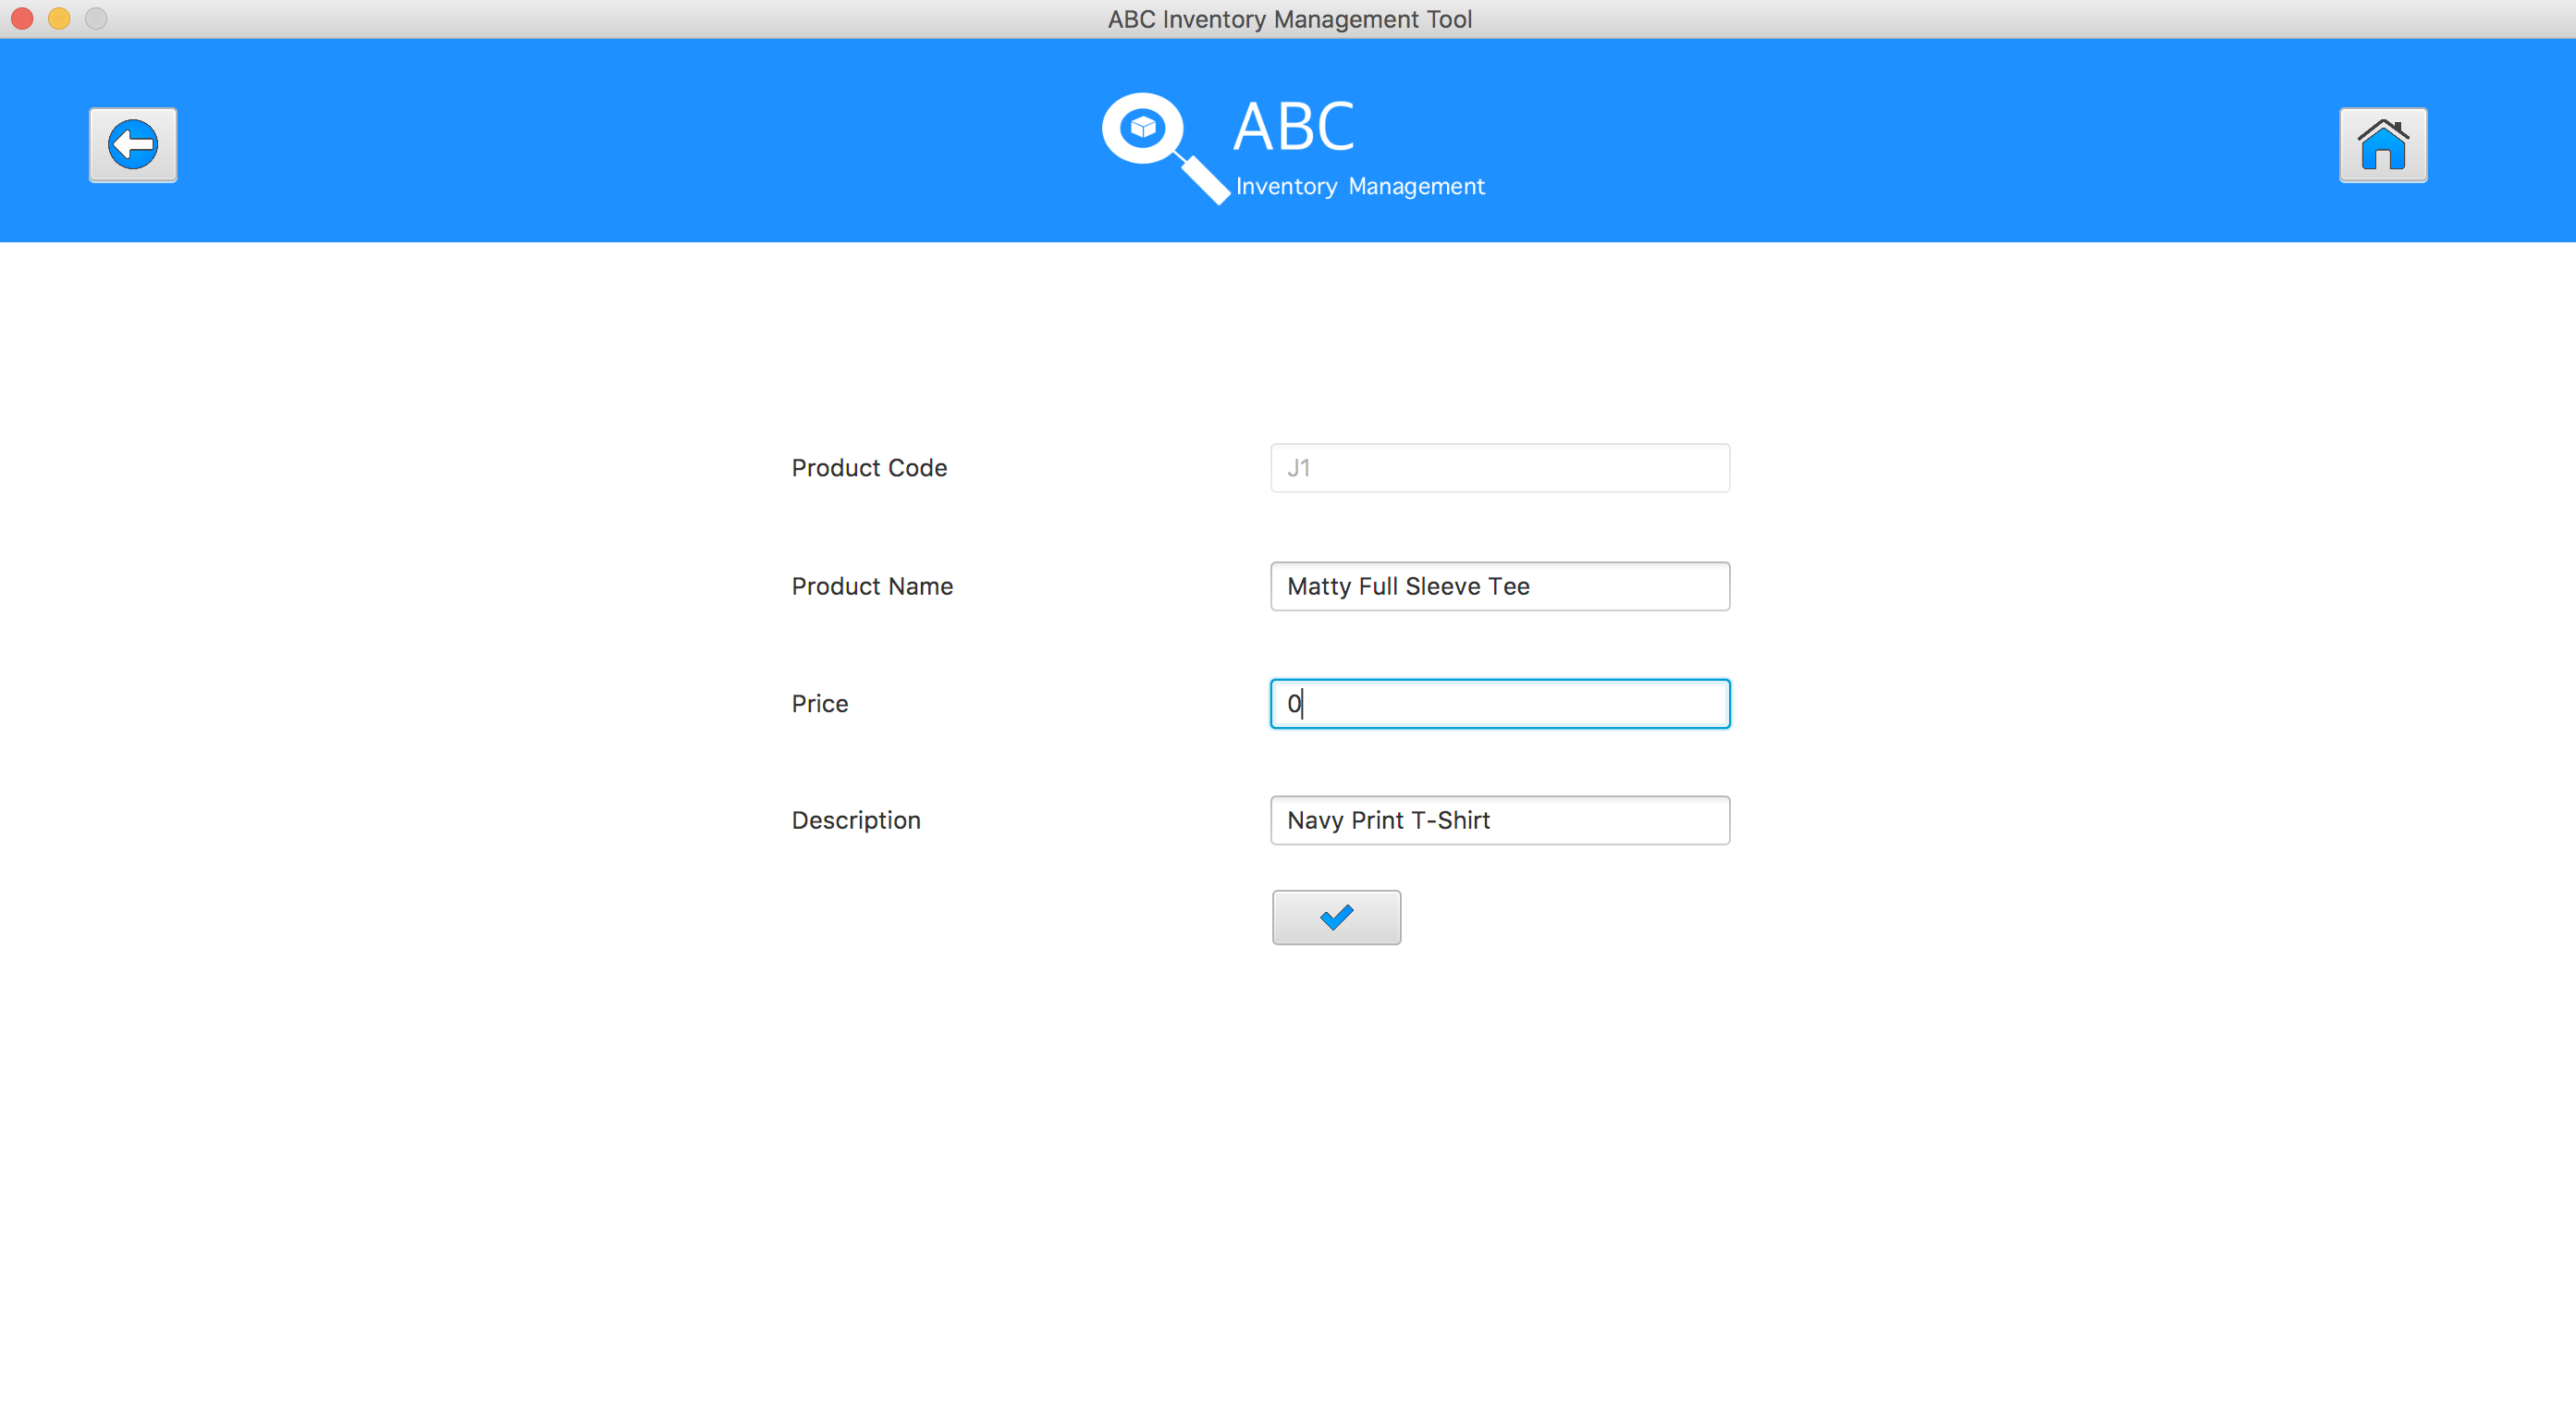 ABC Inventory Management Tool
ABC
Inventory Management
Product Code
J1
Product Name
Matty Full Sleeve Tee
Price
0
Description
Navy Print T-Shirt